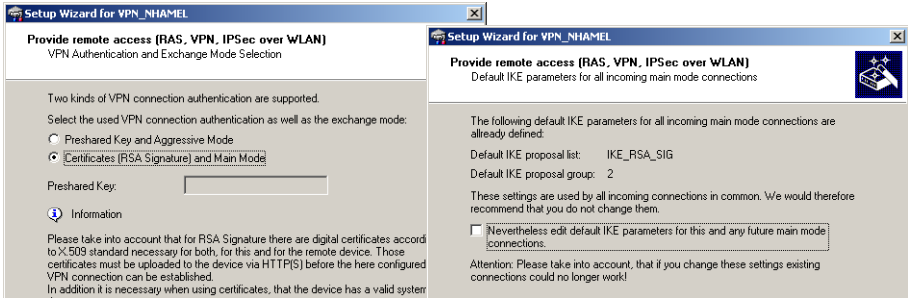 Setup Wizard for VPN_NHAMEL
Provide remote access (RAS, VPN, IPSec over WLAN)
VPN Authentication and Exchange Mode Selection
Two kinds of VPN connection authentication are supported.
Select the used VPN connection authentication as well as the exchange mode:
Preshared Key and Aggressive Mode
Certificates (RSA Signature) and Main Mode
Preshared Key:
Information
Please take into account that for RSA Signature there are digital certificates accordi
to X.509 standard necessary for both, for this and for the remote device. Those
certificates must be uploaded to the device via HTTP(S) before the here configured
VPN connection can be established.
In addition it is necessary when using certificates, that the device has a valid system
Setup Wizard for VPN_NHAMEL
Provide remote access (RAS, VPN, IPSec over WLAN)
Default IKE parameters for all incoming main mode connections
The following default IKE parameters for all incoming main mode connections are
allready defined:
Default IKE proposal list: IKE_RSA_SIG
Default IKE proposal group: 2
These settings are used by all incoming connections in common. We would therefore
recommend that you do not change them.
Nevertheless edit default IKE parameters for this and any future main mode
connections.
Attention: Please take into account, that if you change these settings existing
connections could no longer work!